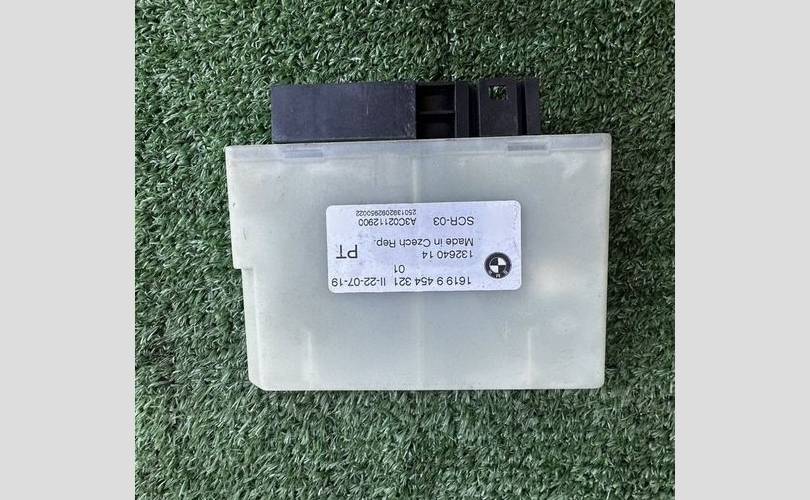 1619 9 454 321 II-22-07-19
01
132640 14
Made in Czech Rep.
PT
SCR-03 A3C02112900
2501392092950022